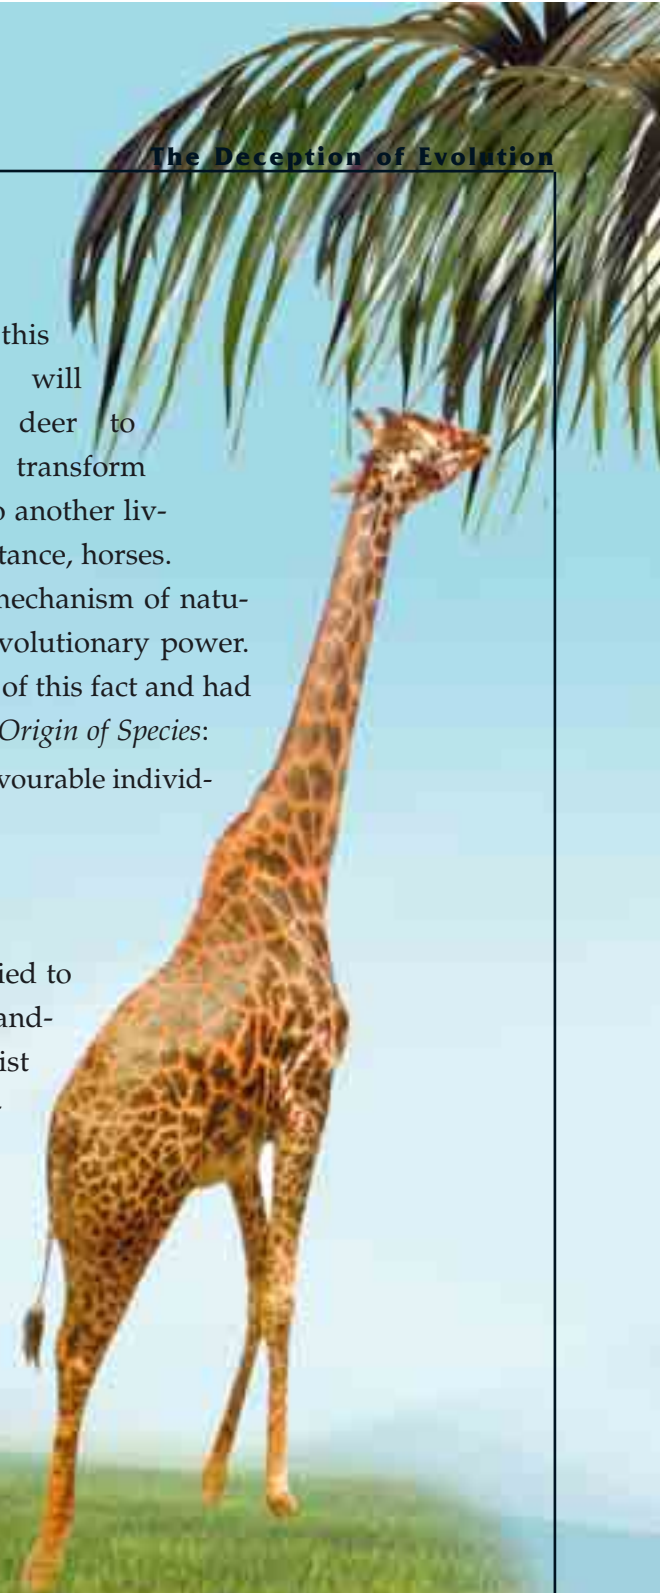 The Deception of Evolution
this
will
deer to
transform
another liv-
tance, horses.
mechanism of natu-
volutionary power.
of this fact and had
Origin of Species:
vourable individ-
ied to
and-
ist
-